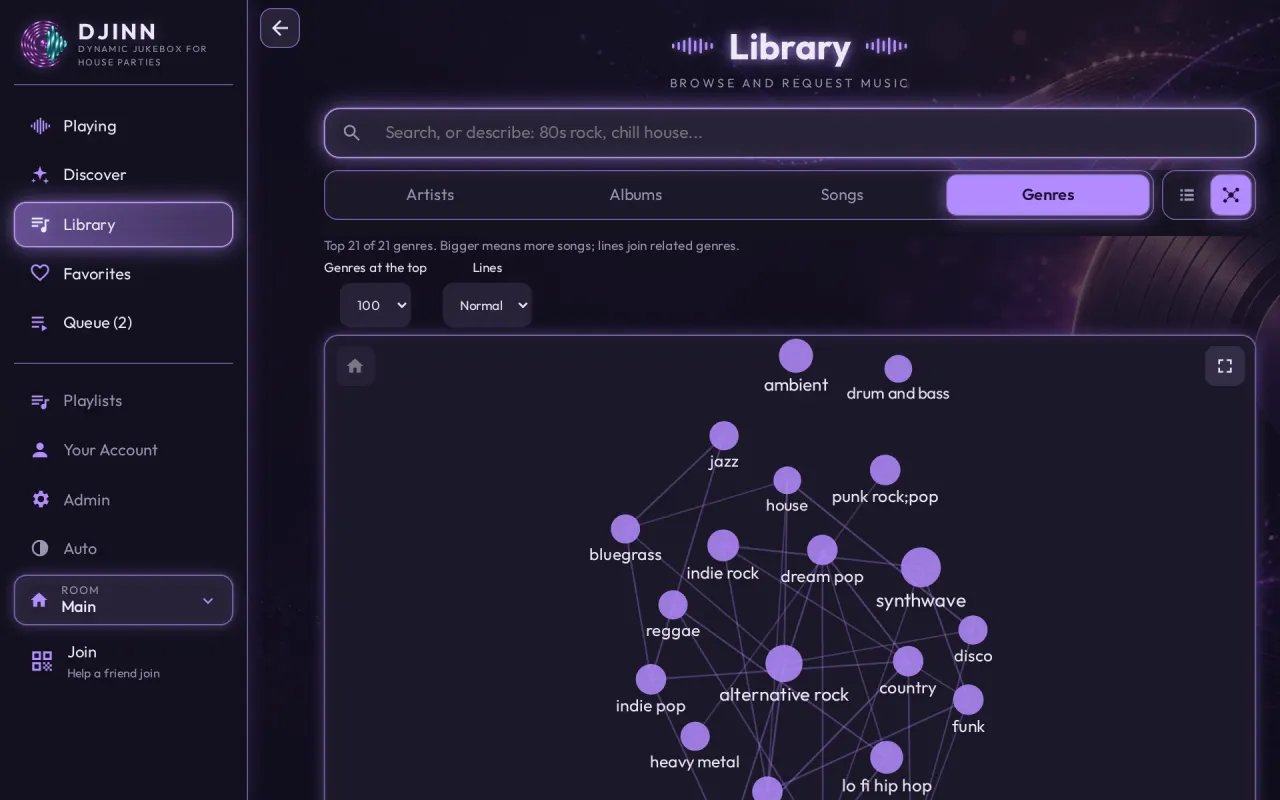 DJINN
DYNAMIC JUKEBOX FOR
HOUSE PARTIES
Playing
Discover
Library
Favorites
Queue (2)
Playlists
Your Account
Admin
Auto
ROOM
Main
Join
Help a friend join
Library
BROWSE AND REQUEST MUSIC
Search, or describe: 80s rock, chill house...
Artists
Albums
Songs
Genres
Top 21 of 21 genres. Bigger means more songs; lines join related genres.
Genres at the top
Lines
100
Normal
ambient
drum and bass
jazz
house
punk rock;pop
bluegrass
indie rock
dream pop
synthwave
reggae
disco
indie pop
alternative rock
country
funk
heavy metal
lo fi hip hop